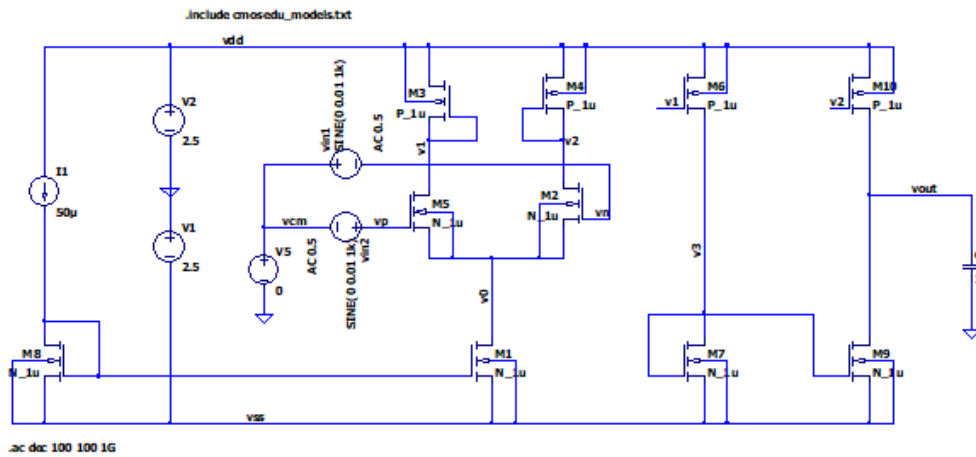 .include cmosedu_models.txt
vdd
V2
2.5
I1
50µ
V1
2.5
vin1
SINE(0 0.01 1k)
AC 0.5
M3
P_1u
v1
M4
P_1u
v2
v1
M6
P_1u
v2
M10
P_1u
vcm
V5
0
vp
AC 0.5
SINE(0 0.01 1k)
vin2
M5
N_1u
M2
N_1u
vn
vout
v0
v3
M8
N_1u
M1
N_1u
M7
N_1u
M9
N_1u
vss
.ac dec 100 100 1G